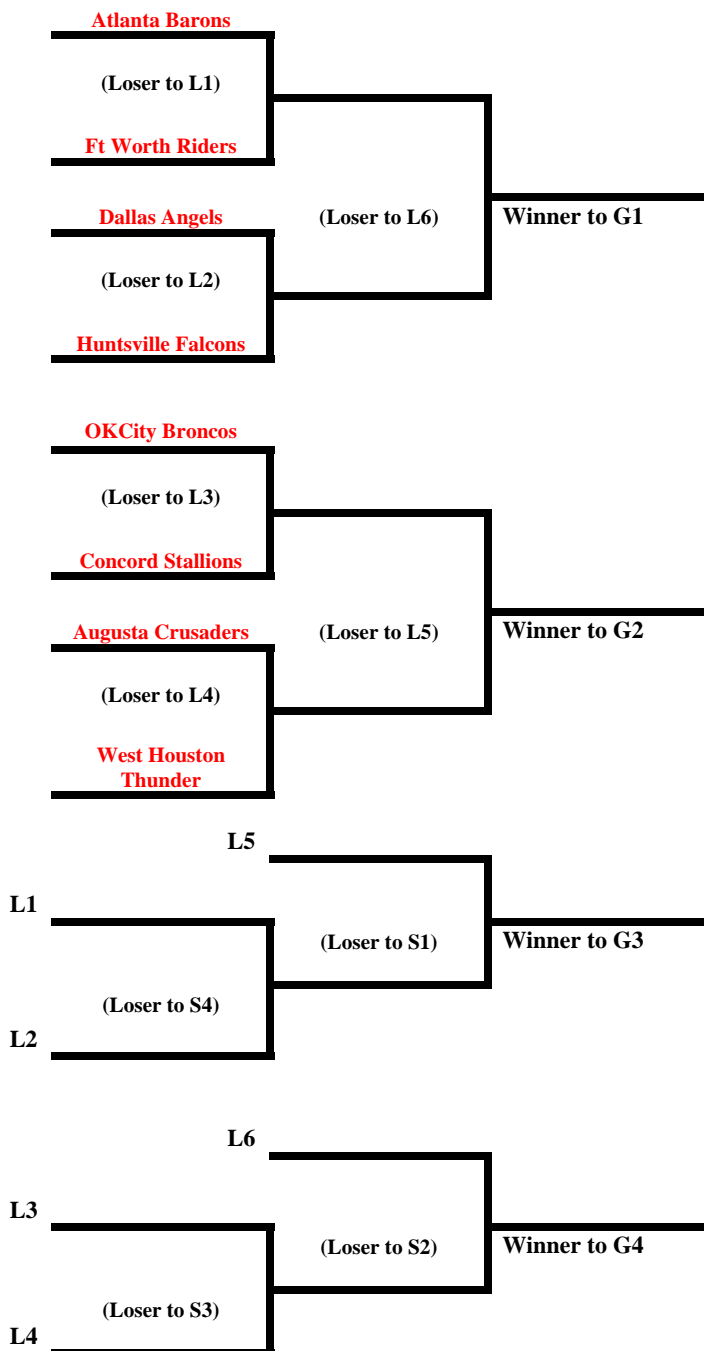 Atlanta Barons
(Loser to L1)
Ft Worth Riders
Dallas Angels
(Loser to L6)
Winner to G1
(Loser to L2)
Huntsville Falcons
OKCity Broncos
(Loser to L3)
Concord Stallions
Augusta Crusaders
(Loser to L5)
Winner to G2
(Loser to L4)
West Houston
Thunder
L5
L1
(Loser to S1)
Winner to G3
(Loser to S4)
L2
L6
L3
(Loser to S2)
Winner to G4
(Loser to S3)
L4